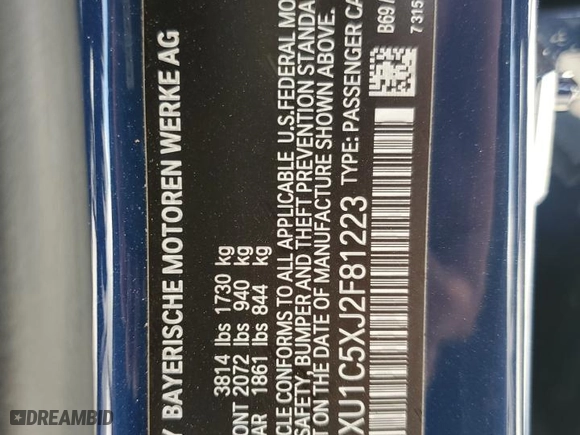 Y BAYERISCHE MOTOREN WERKE AG
3814 lbs 1730 kg
ONT 2072 lbs 940 kg
AR 1861 lbs 844 kg
CLE CONFORMS TO ALL APPLICABLE U.S.FEDERAL MO
SAFETY, BUMPER AND THEFT PREVENTION STANDA
ON THE DATE OF MANUFACTURE SHOWN ABOVE.
XU1C5XJ2F81223 TYPE: PASSENGER CA
B69
7315
DREAMBID.COM